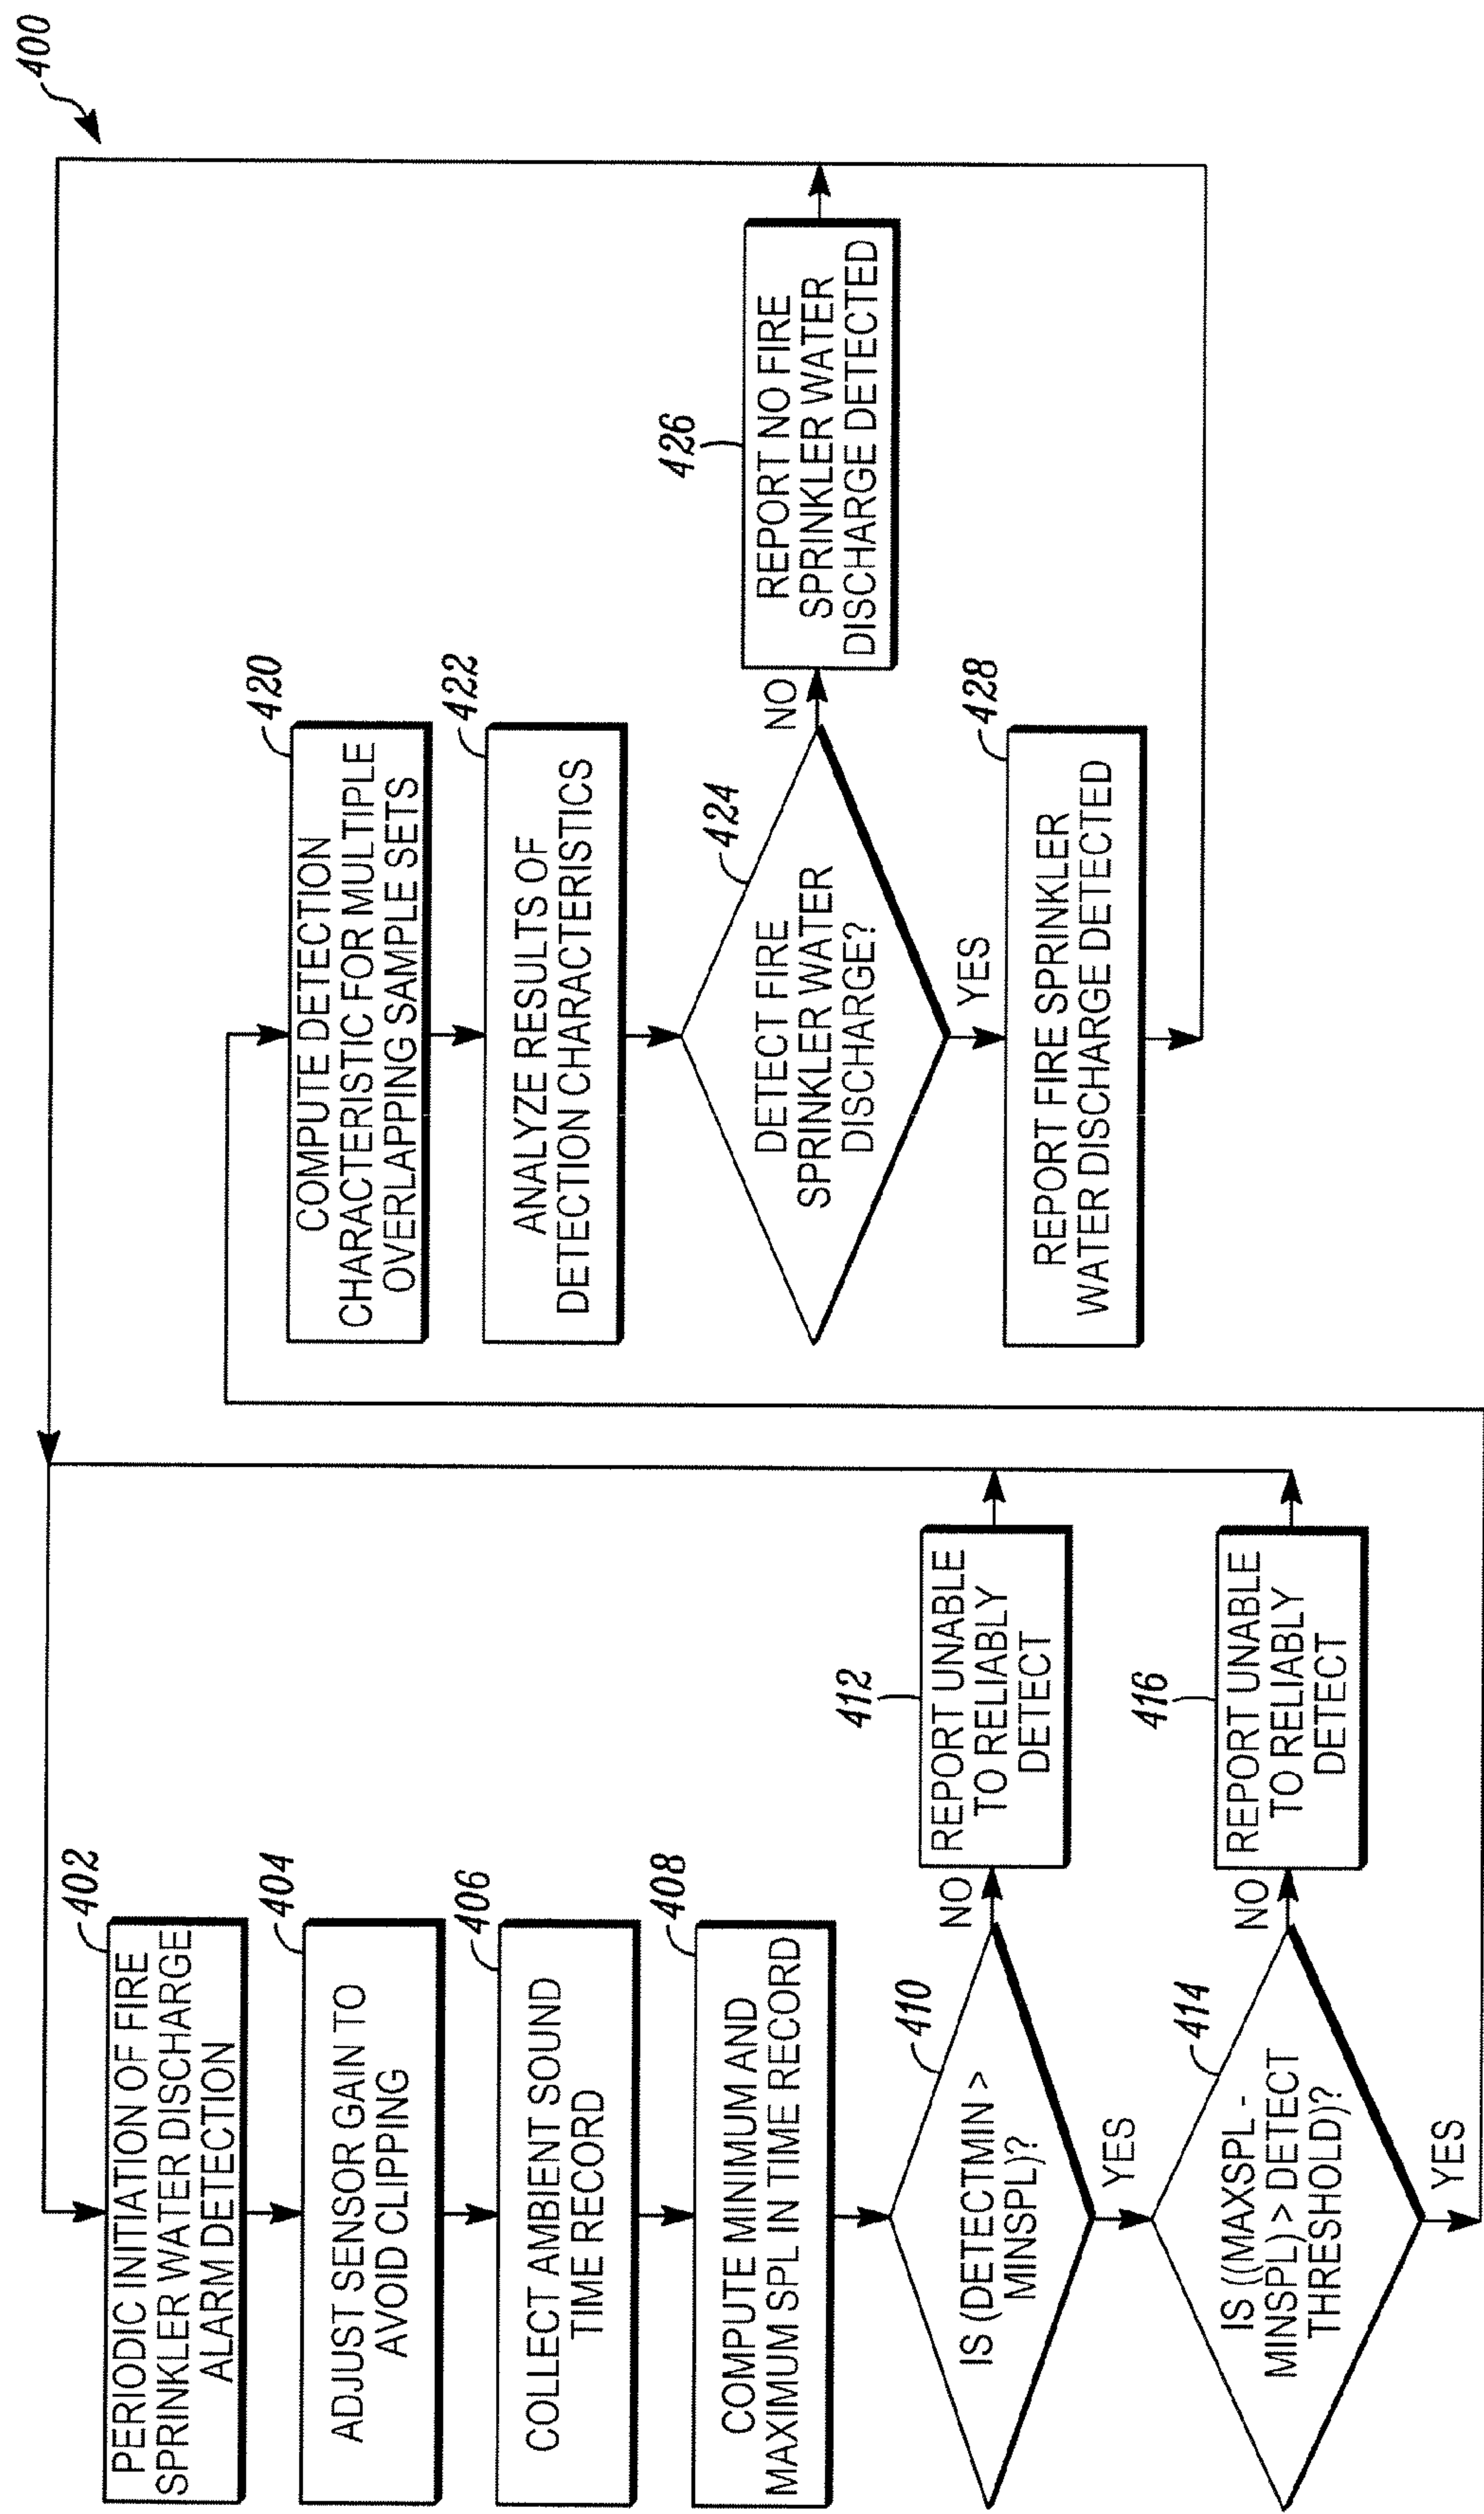 400
402
PERIODIC INITIATION OF FIRE
SPRINKLER WATER DISCHARGE
ALARM DETECTION
404
ADJUST SENSOR GAIN TO
AVOID CLIPPING
406
COLLECT AMBIENT SOUND
TIME RECORD
408
COMPUTE MINIMUM AND
MAXIMUM SPL IN TIME RECORD
410
IS (DETECTMIN >
MINSPL)?
NO
412
REPORT UNABLE
TO RELIABLY
DETECT
YES
414
IS ((MAXSPL -
MINSPL) > DETECT
THRESHOLD)?
NO
416
REPORT UNABLE
TO RELIABLY
DETECT
YES
420
COMPUTE DETECTION
CHARACTERISTIC FOR MULTIPLE
OVERLAPPING SAMPLE SETS
422
ANALYZE RESULTS OF
DETECTION CHARACTERISTICS
424
DETECT FIRE
SPRINKLER WATER
DISCHARGE?
NO
426
REPORT NO FIRE
SPRINKLER WATER
DISCHARGE DETECTED
YES
428
REPORT FIRE SPRINKLER
WATER DISCHARGE DETECTED